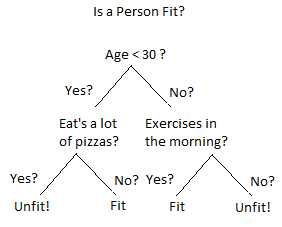 Is a Person Fit?
Age < 30 ?
Yes?
No?
Eat's a lot
of pizzas?
Exercises in
the morning?
Yes?
No?
Yes?
No?
Unfit!
Fit
Fit
Unfit!